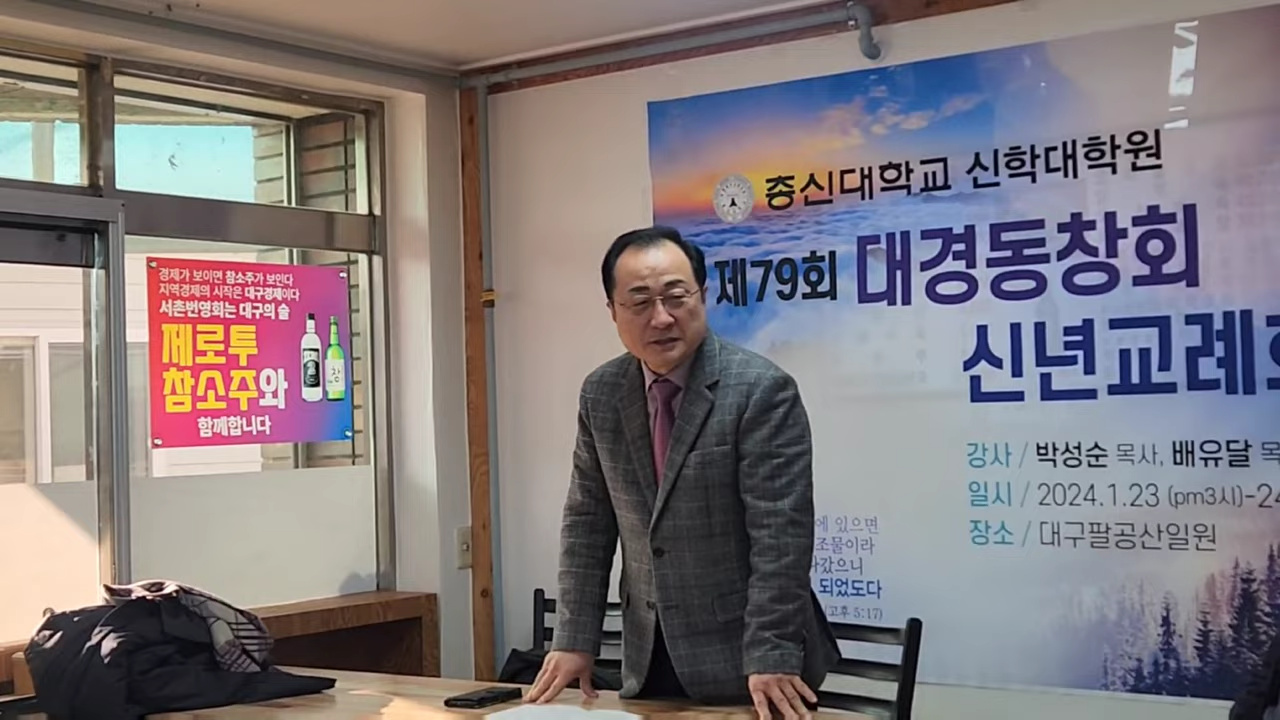 경제가 보이면 참소주가 보인다
지역경제의 시작은 대구경제이다
서촌번영회는 대구의 술
제로투
참소주와
함께합니다
창
총신대학교 신학대학원
제79회 대경동창회
신년교례회
강사 / 박성순 목사, 배유달 목
일시 / 2024.1.23 (pm3시)-24
장소 / 대구팔공산일원
에 있으면
조물이라
나갔으니
되었도다
(고후 5:17)